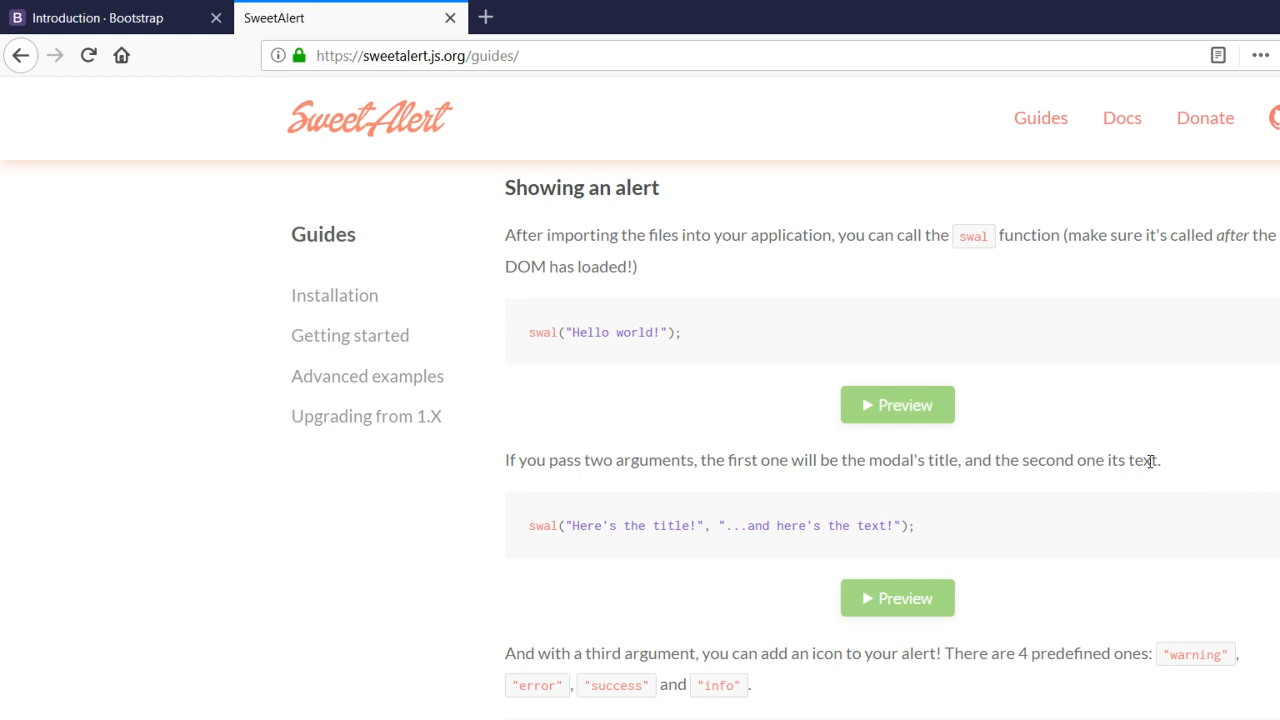 Introduction · Bootstrap
SweetAlert
https://sweetalert.js.org/guides/
SweetAlert
Guides
Docs
Donate
Guides
Installation
Getting started
Advanced examples
Upgrading from 1.X
Showing an alert
After importing the files into your application, you can call the swal function (make sure it's called after the
DOM has loaded!)
swal("Hello world!");
Preview
If you pass two arguments, the first one will be the modal's title, and the second one its text.
swal("Here's the title!", "...and here's the text!");
Preview
And with a third argument, you can add an icon to your alert! There are 4 predefined ones: "warning",
"error", "success" and "info".